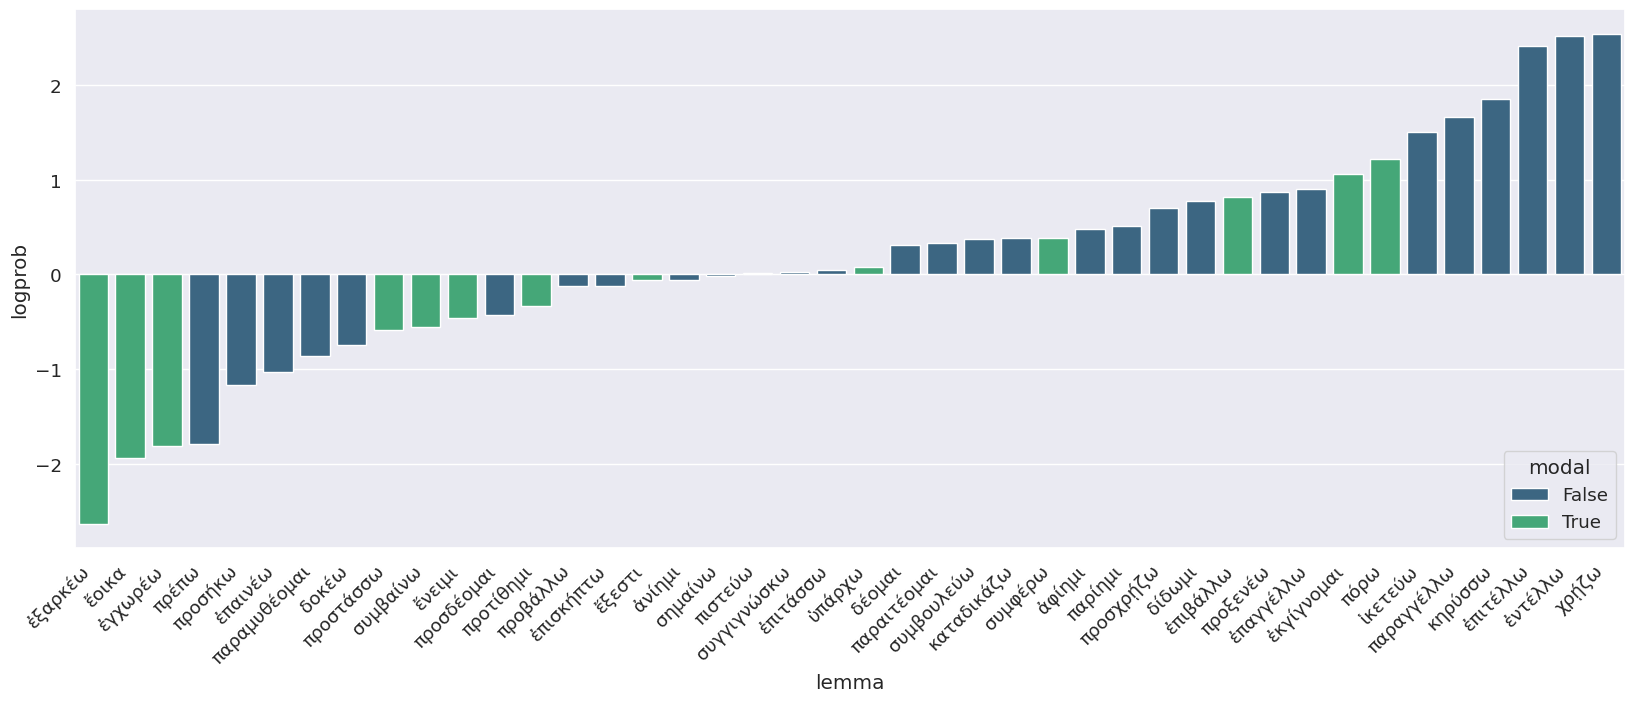 logprob
2
1
0
−1
−2
modal
False
True
ἐξαρκέω
ἔοικα
ἐγχωρέω
πρέπω
προσήκω
ἐπαινέω
παραμυθέομαι
δοκέω
προστάσσω
συμβαίνω
ἔνειμι
προσδέομαι
προτίθημι
προβάλλω
ἐπισκήπτω
ἔξεστι
ἀνίημι
σημαίνω
πιστεύω
συγγιγνώσκω
ἐπιτάσσω
ὑπάρχω
δέομαι
παραιτέομαι
συμβουλεύω
καταδικάζω
συμφέρω
ἀφίημι
παρίημι
προσχρήζω
δίδωμι
ἐπιβάλλω
προξενέω
ἐπαγγέλλω
ἐκγίγνομαι
πόρω
ἱκετεύω
παραγγέλλω
κηρύσσω
ἐπιτέλλω
ἐντέλλω
χρήζω
lemma